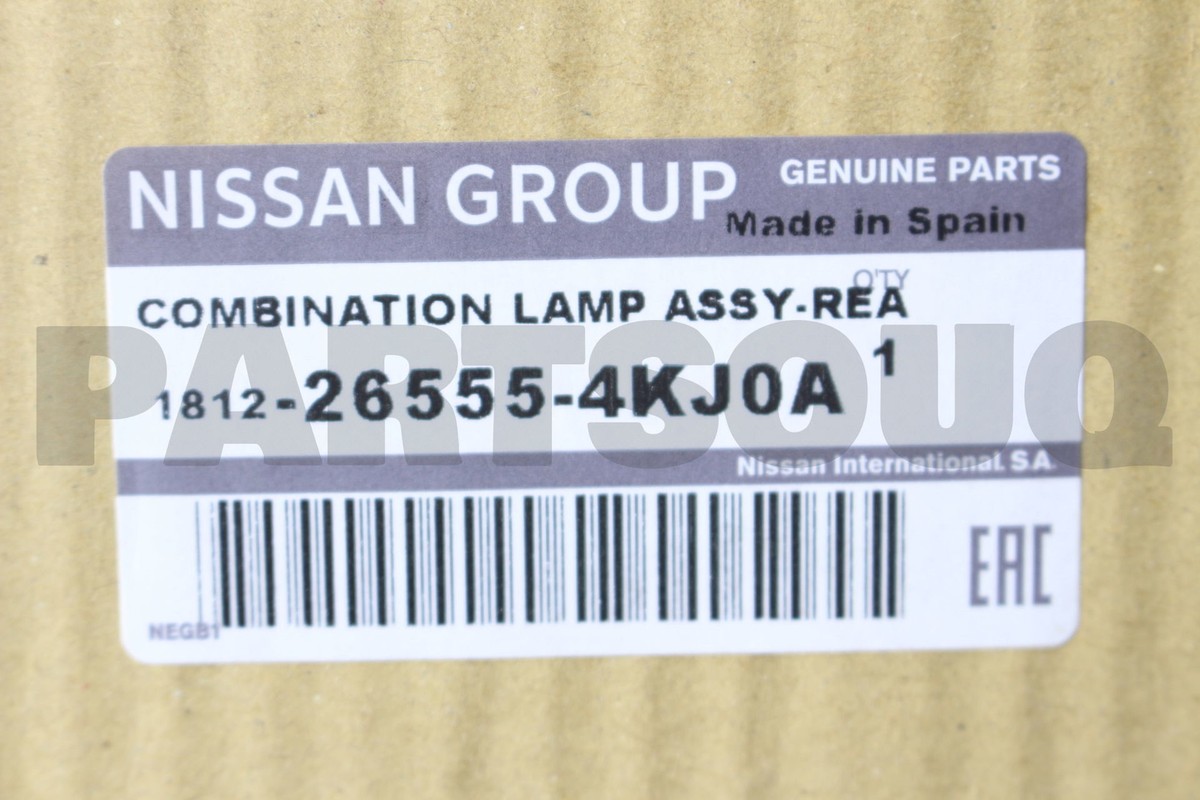 NISSAN GROUP
GENUINE PARTS
Made in Spain
Q'TY
COMBINATION LAMP ASSY-REA
1812-26555-4KJ0A 1
PARTSOUQ
Nissan International S.A.
NEGB1
EAC